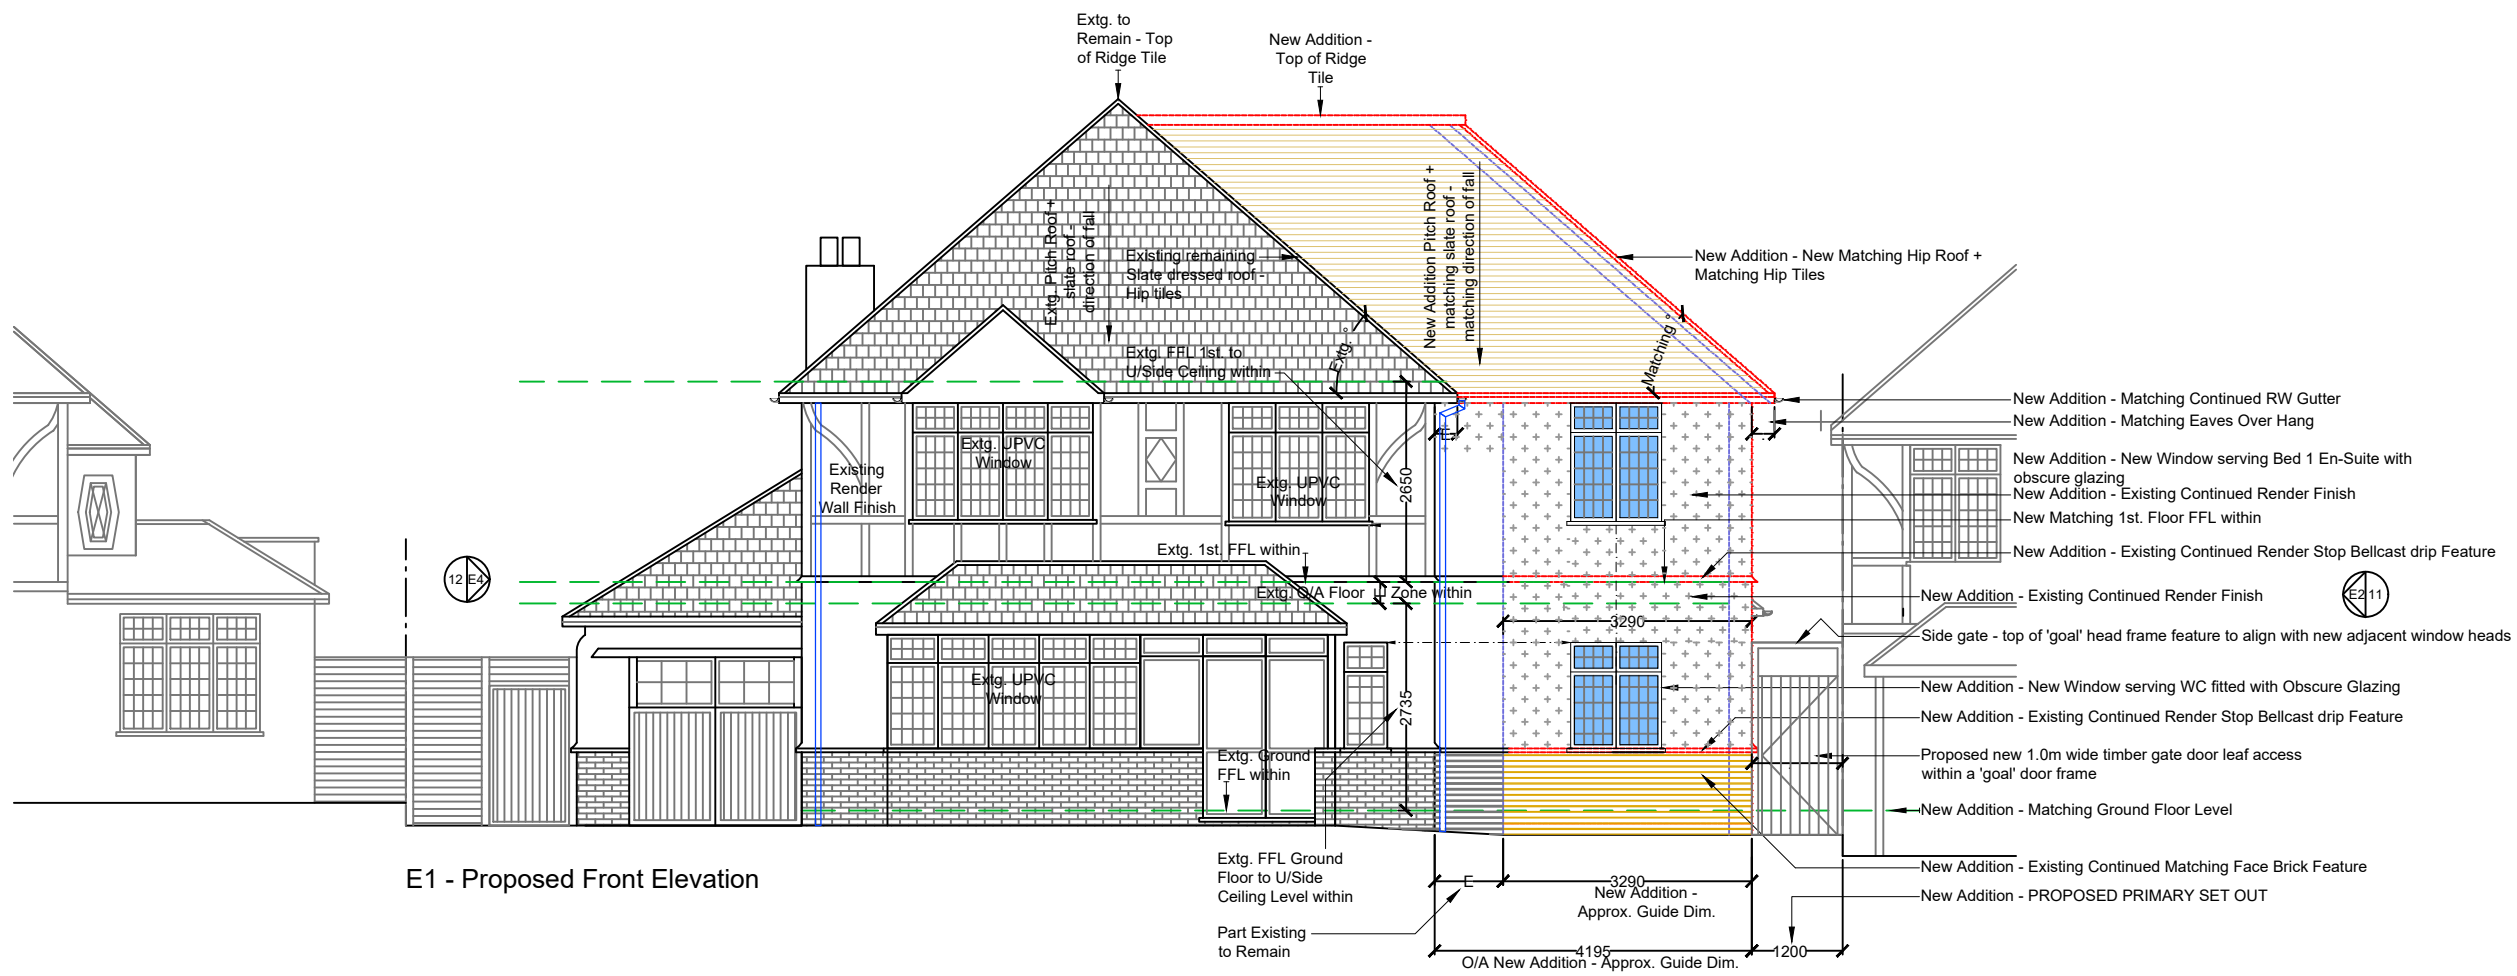 Extg. to
Remain - Top
of Ridge Tile
New Addition -
Top of Ridge
Tile
Extg. Pitch Roof +
slate roof -
direction of fall
Existing remaining
Slate dressed roof -
Hip tiles
New Addition Pitch Roof +
matching slate roof -
matching direction of fall
New Addition - New Matching Hip Roof +
Matching Hip Tiles
Extg. °
Matching °
Extg. FFL 1st. to
U/Side Ceiling within
New Addition - Matching Continued RW Gutter
New Addition - Matching Eaves Over Hang
New Addition - New Window serving Bed 1 En-Suite with
obscure glazing
New Addition - Existing Continued Render Finish
New Matching 1st. Floor FFL within
New Addition - Existing Continued Render Stop Bellcast drip Feature
New Addition - Existing Continued Render Finish
Side gate - top of 'goal' head frame feature to align with new adjacent window heads
New Addition - New Window serving WC fitted with Obscure Glazing
New Addition - Existing Continued Render Stop Bellcast drip Feature
Proposed new 1.0m wide timber gate door leaf access
within a 'goal' door frame
New Addition - Matching Ground Floor Level
New Addition - Existing Continued Matching Face Brick Feature
New Addition - PROPOSED PRIMARY SET OUT
Existing
Render
Wall Finish
Extg. UPVC
Window
Extg. UPVC
Window
E
2650
Extg. 1st. FFL within
Extg. O/A Floor
E
Zone within
12 E4
E2 11
3290
Extg. UPVC
Window
2735
Extg. Ground
FFL within
E1 - Proposed Front Elevation
Extg. FFL Ground
Floor to U/Side
Ceiling Level within
Part Existing
to Remain
E
3290
New Addition -
Approx. Guide Dim.
4195
1200
O/A New Addition - Approx. Guide Dim.